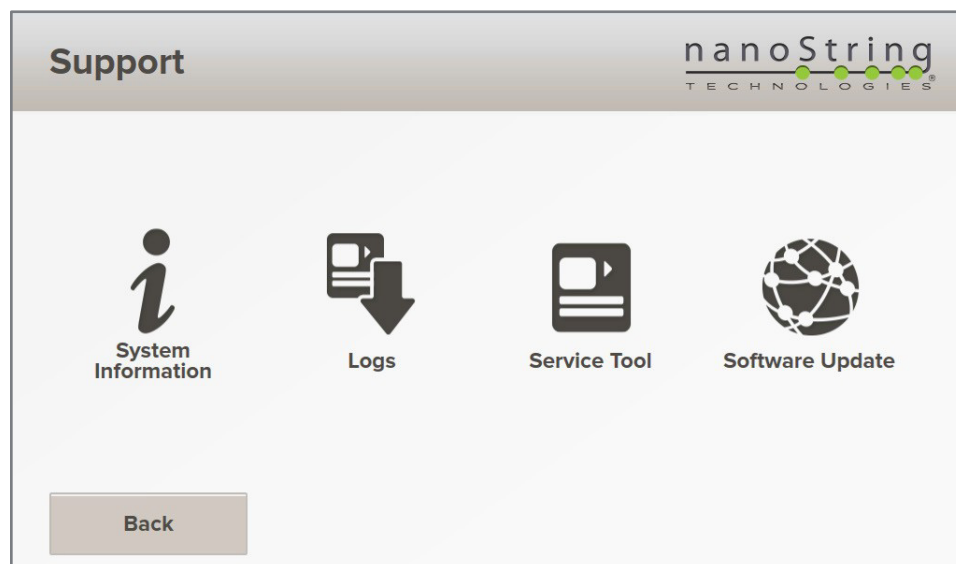 Support
nanoString
TECHNOLOGIES®
System
Information
Logs
Service Tool
Software Update
Back